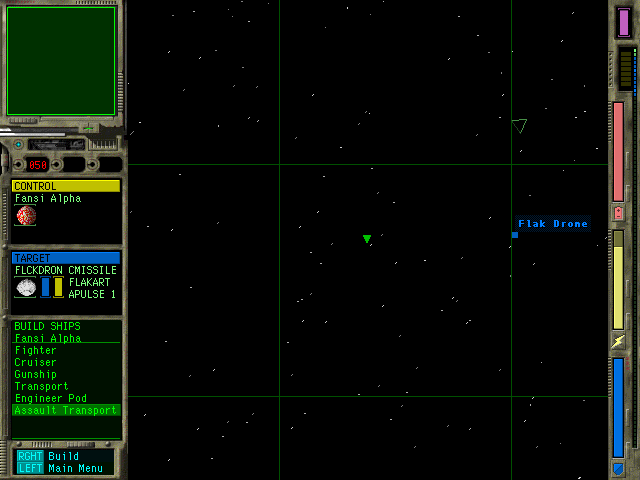 050
CONTROL
Fansi Alpha
TARGET
FLCKDRON CMISSILE
FLAKART
APULSE 1
BUILD SHIPS
Fansi Alpha
Fighter
Cruiser
Gunship
Transport
Engineer Pod
Assault Transport
RGHT Build
LEFT Main Menu
Flak Drone